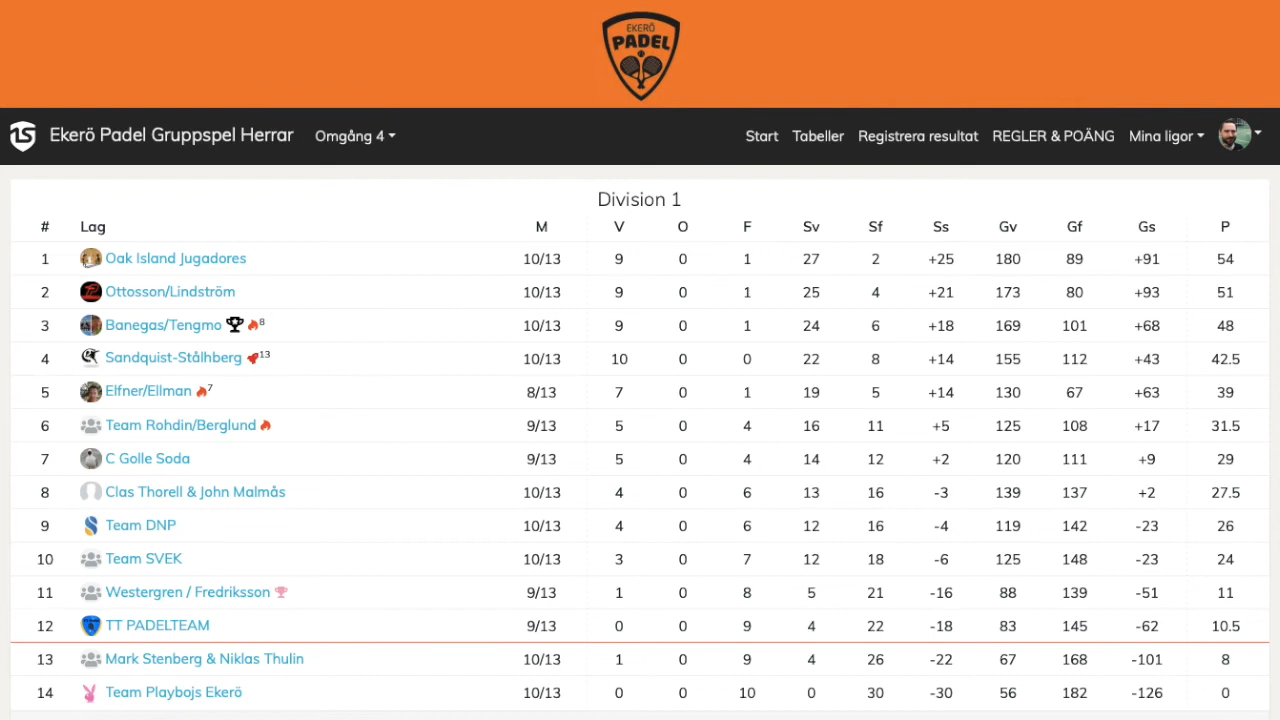 EKERÖ
PADEL
1S Ekerö Padel Gruppspel Herrar Omgång 4 Start Tabeller Registrera resultat REGLER & POÄNG Mina ligor
Division 1
# Lag M V O F Sv Sf Ss Gv Gf Gs P
1 Oak Island Jugadores 10/13 9 0 1 27 2 +25 180 89 +91 54
2 Ottosson/Lindström 10/13 9 0 1 25 4 +21 173 80 +93 51
3 Banegas/Tengmo 8 10/13 9 0 1 24 6 +18 169 101 +68 48
4 Sandquist-Stålhberg 13 10/13 10 0 0 22 8 +14 155 112 +43 42.5
5 Elfner/Ellman 7 8/13 7 0 1 19 5 +14 130 67 +63 39
6 Team Rohdin/Berglund 9/13 5 0 4 16 11 +5 125 108 +17 31.5
7 C Golle Soda 9/13 5 0 4 14 12 +2 120 111 +9 29
8 Clas Thorell & John Malmås 10/13 4 0 6 13 16 -3 139 137 +2 27.5
9 Team DNP 10/13 4 0 6 12 16 -4 119 142 -23 26
10 Team SVEK 10/13 3 0 7 12 18 -6 125 148 -23 24
11 Westergren / Fredriksson 9/13 1 0 8 5 21 -16 88 139 -51 11
12 TT PADELTEAM 9/13 0 0 9 4 22 -18 83 145 -62 10.5
13 Mark Stenberg & Niklas Thulin 10/13 1 0 9 4 26 -22 67 168 -101 8
14 Team Playbojs Ekerö 10/13 0 0 10 0 30 -30 56 182 -126 0